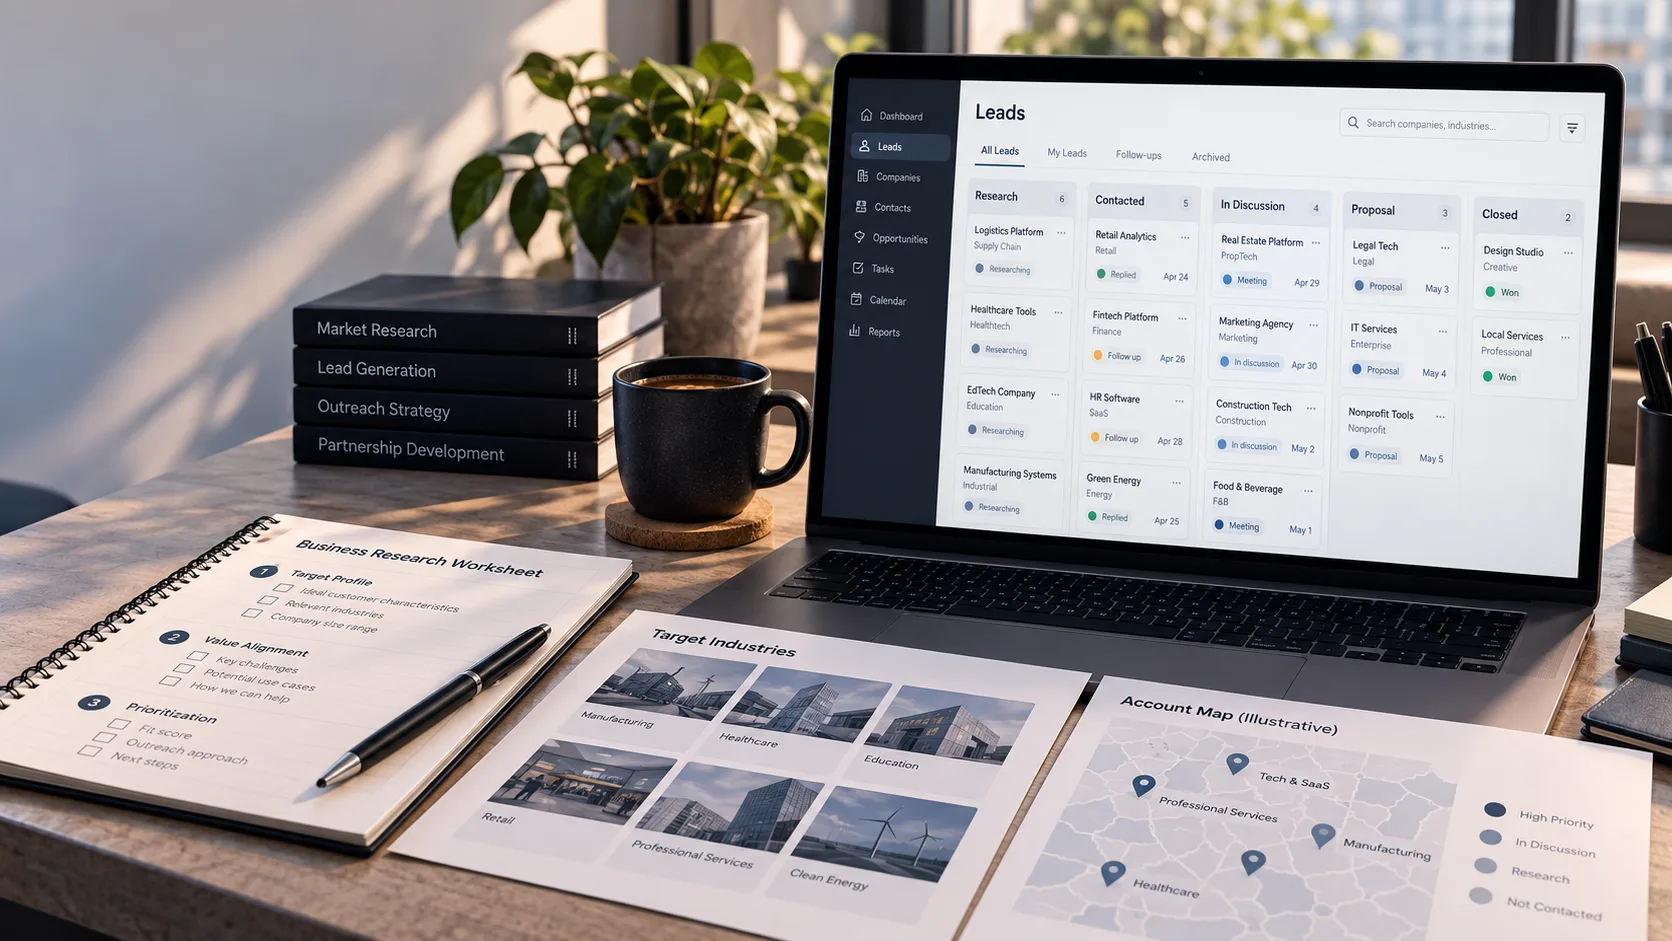 Market Research
Lead Generation
Outreach Strategy
Partnership Development
Dashboard
Leads
Companies
Contacts
Opportunities
Tasks
Calendar
Reports
Leads
Search companies, industries...
All Leads
My Leads
Follow-ups
Archived
Research 6
Logistics Platform
Supply Chain
Researching
Healthcare Tools
Healthtech
Researching
EdTech Company
Education
Researching
Manufacturing Systems
Industrial
Researching
Contacted 5
Retail Analytics
Retail
Replied Apr 24
Fintech Platform
Finance
Follow up Apr 26
HR Software
SaaS
Follow up Apr 28
Green Energy
Energy
Replied Apr 25
In Discussion 4
Real Estate Platform
PropTech
Meeting Apr 29
Marketing Agency
Marketing
In discussion Apr 30
Construction Tech
Construction
In discussion May 2
Food & Beverage
F&B
Meeting May 1
Proposal 3
Legal Tech
Legal
Proposal May 3
IT Services
Enterprise
Proposal May 4
Nonprofit Tools
Nonprofit
Proposal May 5
Closed 2
Design Studio
Creative
Won
Local Services
Professional
Won
Business Research Worksheet
1 Target Profile
Ideal customer characteristics
Relevant industries
Company size range
2 Value Alignment
Key challenges
Potential use cases
How we can help
3 Prioritization
Fit score
Outreach approach
Next steps
Target Industries
Manufacturing
Healthcare
Education
Retail
Professional Services
Clean Energy
Account Map (Illustrative)
Tech & SaaS
Professional Services
Manufacturing
Healthcare
High Priority
In Discussion
Research
Not Contacted